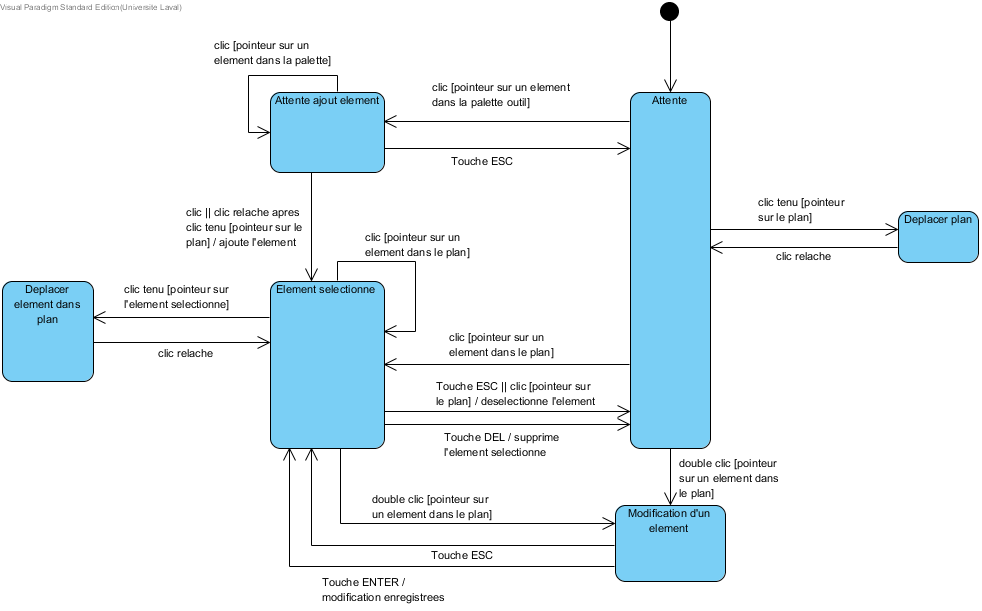 Visual Paradigm Standard Edition(Universite Laval)
clic [pointeur sur un
element dans la palette]
Attente ajout element
clic [pointeur sur un element
dans la palette outil]
Attente
Touche ESC
clic tenu [pointeur
sur le plan]
Deplacer plan
clic relache
clic || clic relache apres
clic tenu [pointeur sur le
plan] / ajoute l'element
clic [pointeur sur un
element dans le plan]
Deplacer
element dans
plan
clic tenu [pointeur sur
l'element selectionne]
Element selectionne
clic relache
clic [pointeur sur un
element dans le plan]
Touche ESC || clic [pointeur sur
le plan] / deselectionne l'element
Touche DEL / supprime
l'element selectionne
double clic [pointeur
sur un element dans
le plan]
double clic [pointeur sur
un element dans le plan]
Modification d'un
element
Touche ESC
Touche ENTER /
modification enregistrees